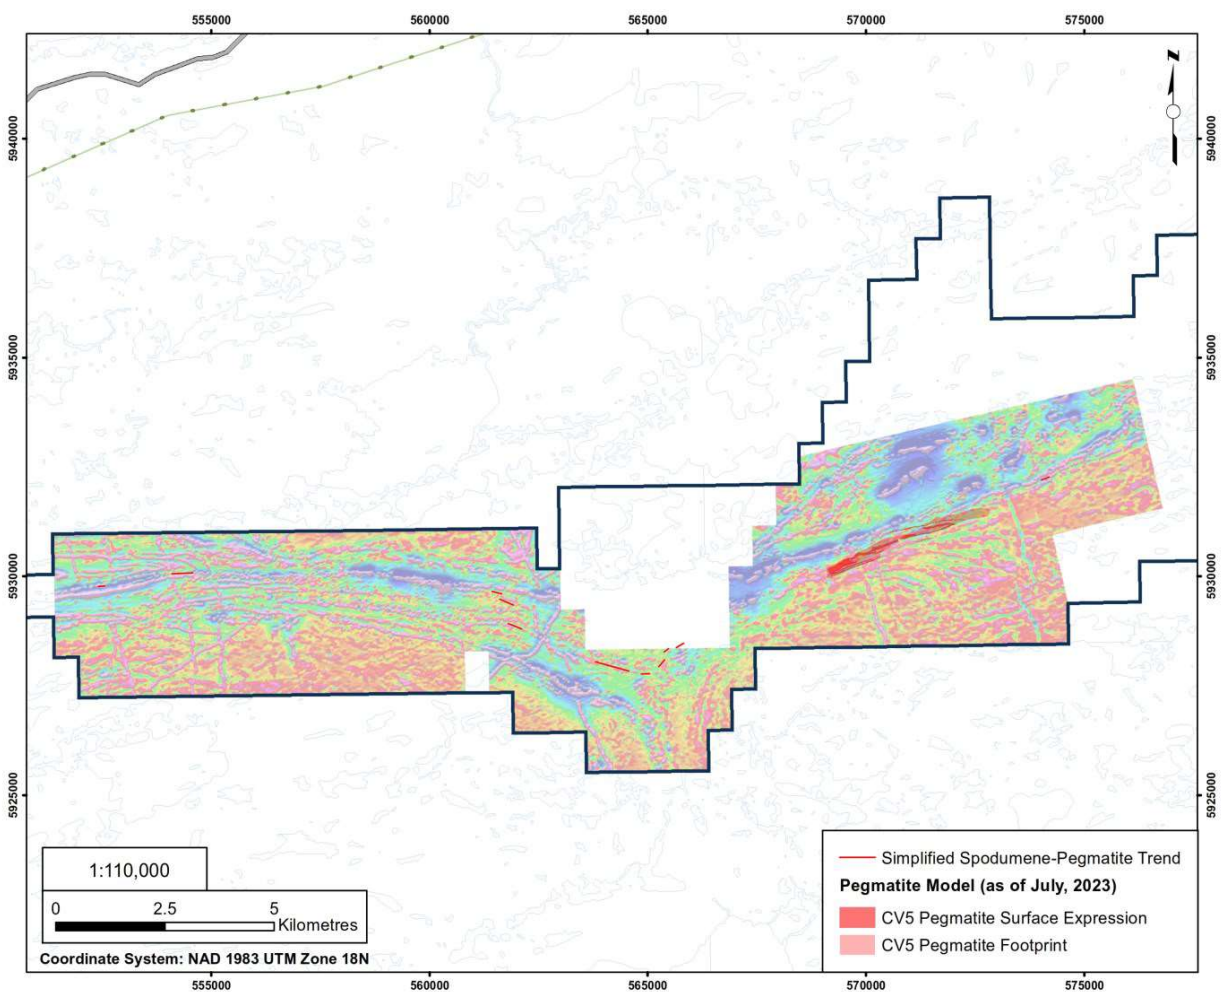 555000 560000 565000 570000 575000
N
5940000 5940000
5935000 5935000
5930000 5930000
5925000 5925000
1:110,000
0 2.5 5
Kilometres
Coordinate System: NAD 1983 UTM Zone 18N
Simplified Spodumene-Pegmatite Trend
Pegmatite Model (as of July, 2023)
CV5 Pegmatite Surface Expression
CV5 Pegmatite Footprint
555000 560000 565000 570000 575000